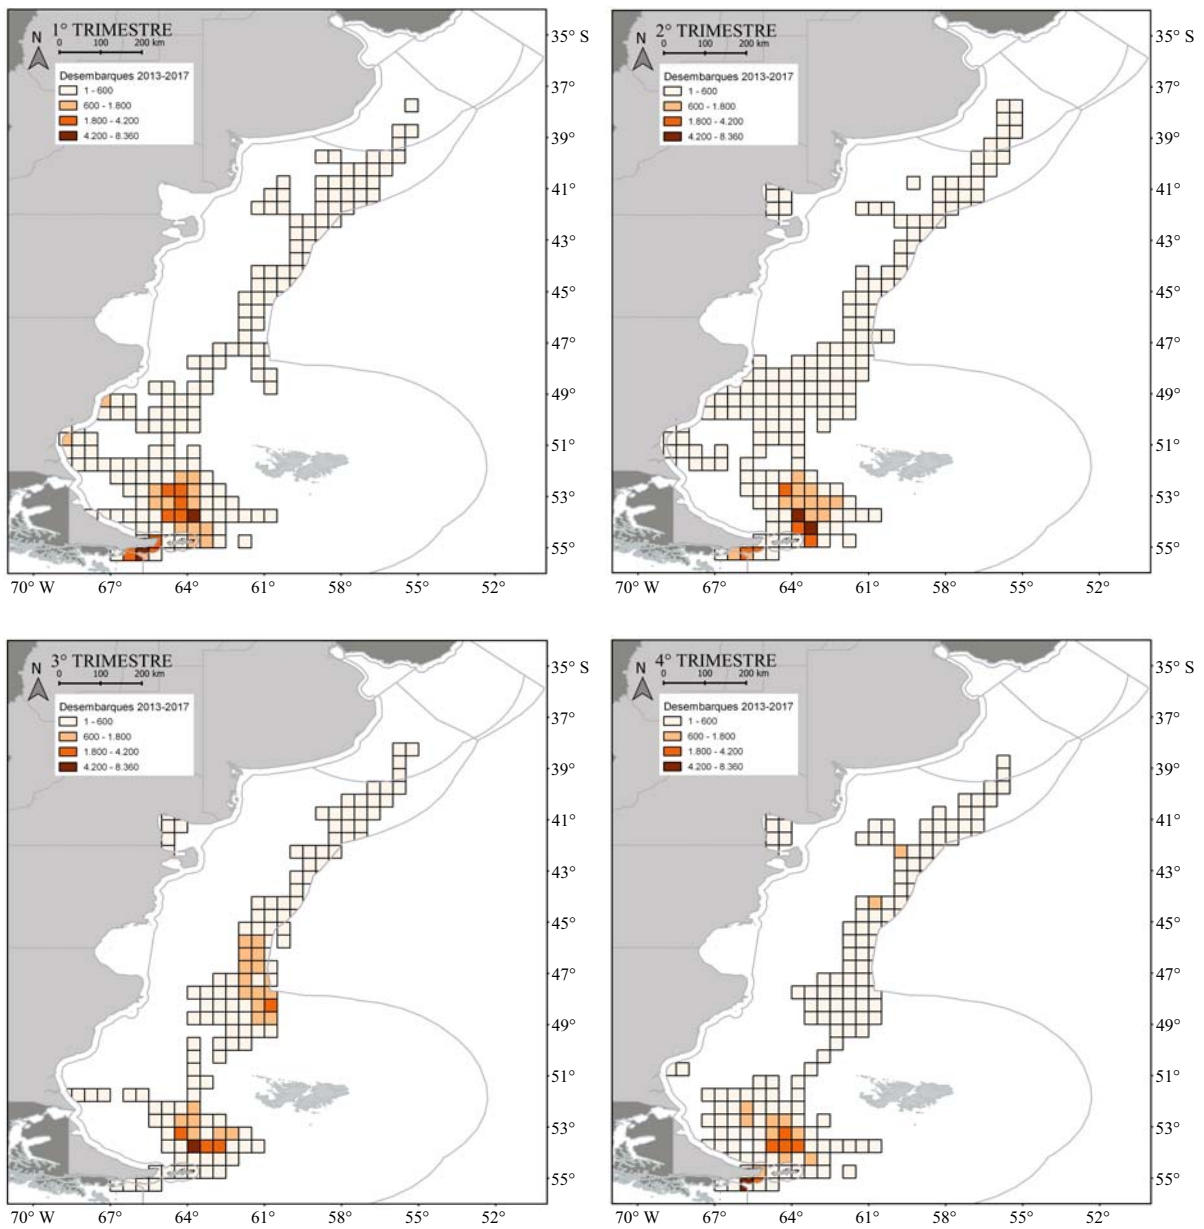 1° TRIMESTRE
N
0 100 200 km
Desembarques 2013-2017
1 - 600
600 - 1.800
1.800 - 4.200
4.200 - 8.360
2° TRIMESTRE
N
0 100 200 km
Desembarques 2013-2017
1 - 600
600 - 1.800
1.800 - 4.200
4.200 - 8.360
35° S
37°
39°
41°
43°
45°
47°
49°
51°
53°
55°
35° S
37°
39°
41°
43°
45°
47°
49°
51°
53°
55°
70° W 67° 64° 61° 58° 55° 52°
70° W 67° 64° 61° 58° 55° 52°
3° TRIMESTRE
N
0 100 200 km
Desembarques 2013-2017
1 - 600
600 - 1.800
1.800 - 4.200
4.200 - 8.360
4° TRIMESTRE
N
0 100 200 km
Desembarques 2013-2017
1 - 600
600 - 1.800
1.800 - 4.200
4.200 - 8.360
35° S
37°
39°
41°
43°
45°
47°
49°
51°
53°
55°
35° S
37°
39°
41°
43°
45°
47°
49°
51°
53°
55°
70° W 67° 64° 61° 58° 55° 52°
70° W 67° 64° 61° 58° 55° 52°